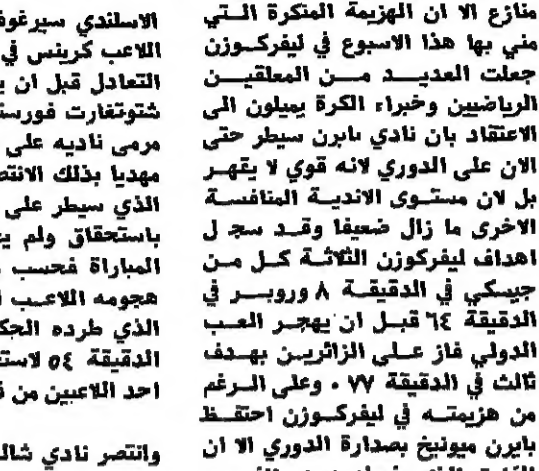 منازع الا ان الهزيمة المنكرة التي
مني بها هذا الاسبوع في ليفركوزن
جعلت العديد من المعلقين
الرياضيين وخبراء الكرة يميلون الى
الاعتقاد بان نادي بايرن سيطر حتى
الان على الدوري لانه قوي لا يقهر
بل لان مستوى الاندية المنافسة
الاخرى ما زال ضعيفا وقد سجل
اهداف ليفركوزن الثلاثة كل من
جيسكي في الدقيقة ٨ وروبر في
الدقيقة ٦٤ قبل ان يهجر العب
الدولي فاز على الزائرين بهدف
ثالث في الدقيقة ٧٧ . وعلى الرغم
من هزيمته في ليفركوزن احتفظ
بايرن ميونيخ بصدارة الدوري الا ان
الاسلندي سيرغوف
اللاعب كرينس في
التعادل قبل ان ي
شتوتغارت فورست
مرمى ناديه على
مهديا بذلك الانتص
الذي سيطر على
باستحقاق ولم يع
المباراة فحسب
هجومه اللاعب
الذي طرده الحك
الدقيقة ٥٤ لاستف
احد اللاعبين من ف
وانتصر نادي شال